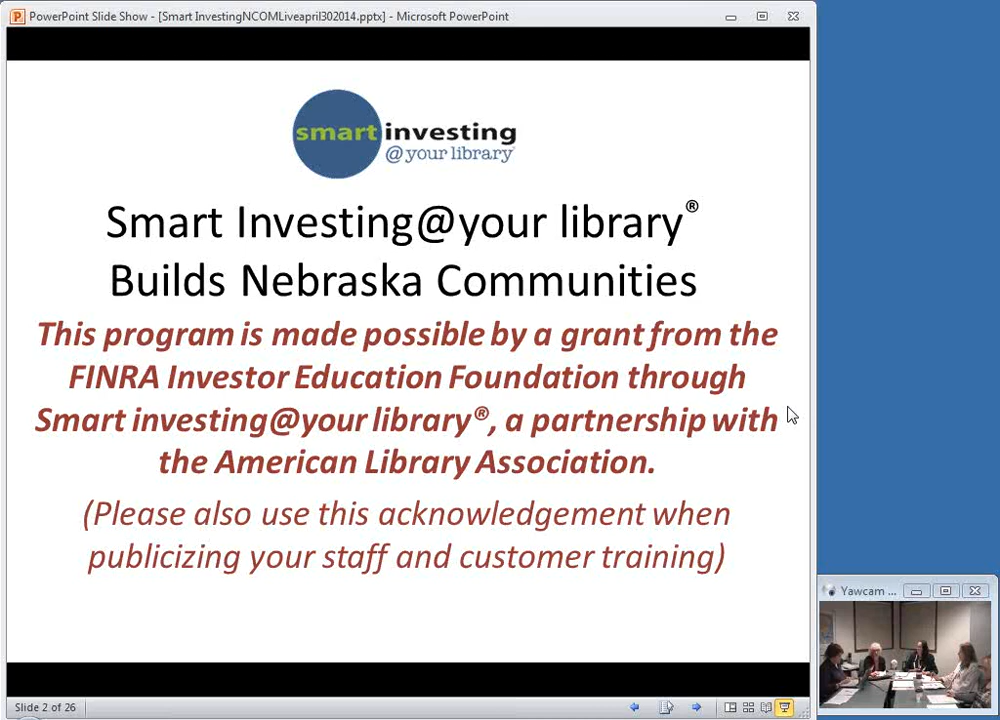 PowerPoint Slide Show - [Smart InvestingNCOMLiveapril302014.pptx] - Microsoft PowerPoint
smart investing
@ your library
Smart Investing@your library®
Builds Nebraska Communities
This program is made possible by a grant from the
FINRA Investor Education Foundation through
Smart investing@your library®, a partnership with
the American Library Association.
(Please also use this acknowledgement when
publicizing your staff and customer training)
Yawcam ...
Slide 2 of 26